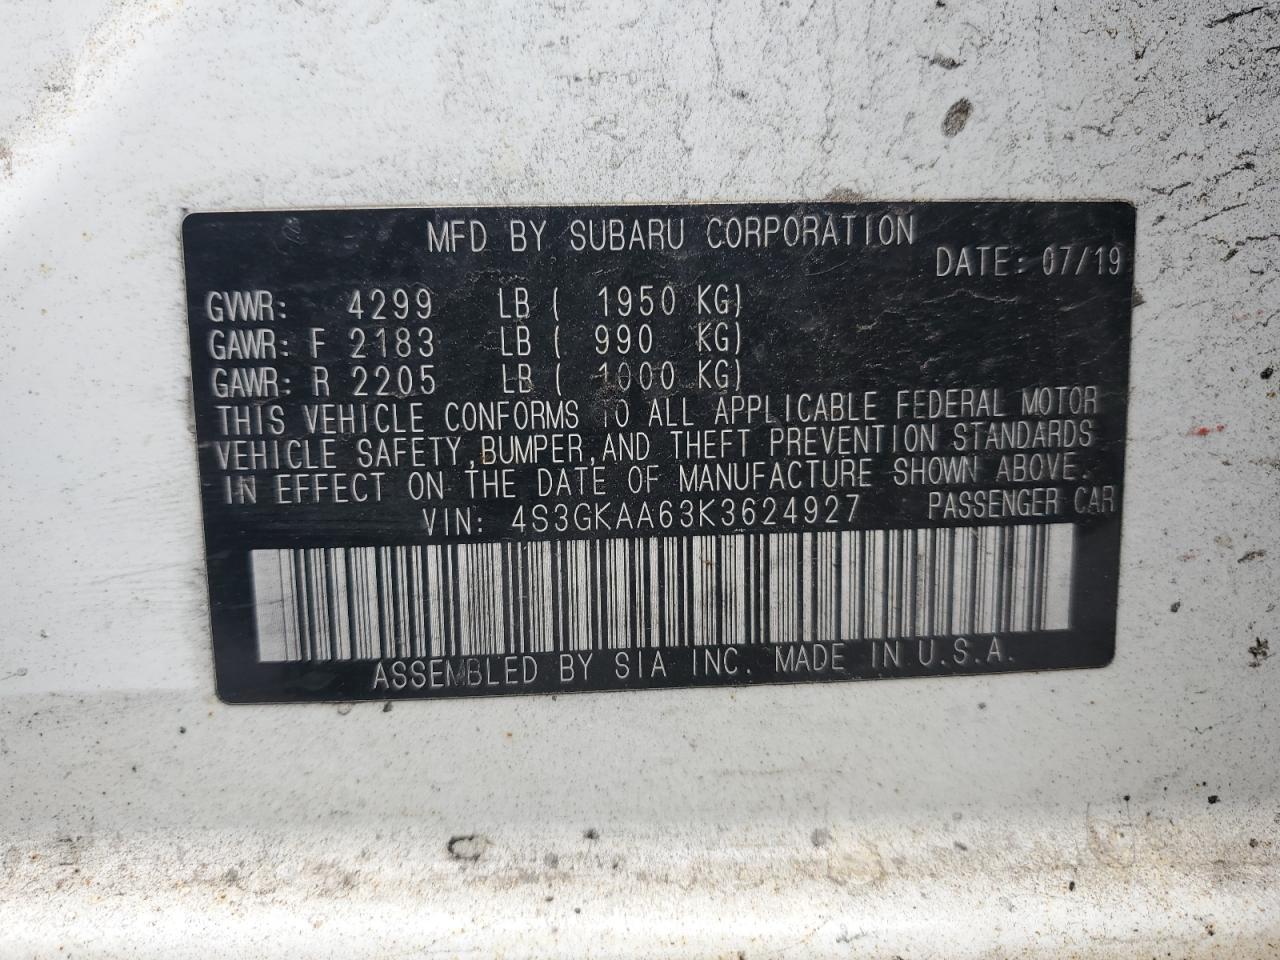 MFD BY SUBARU CORPORATION
DATE: 07/19
GVWR: 4299 LB ( 1950 KG)
GAWR: F 2183 LB ( 990 KG)
GAWR: R 2205 LB ( 1000 KG)
THIS VEHICLE CONFORMS TO ALL APPLICABLE FEDERAL MOTOR
VEHICLE SAFETY,BUMPER,AND THEFT PREVENTION STANDARDS
IN EFFECT ON THE DATE OF MANUFACTURE SHOWN ABOVE.
VIN: 4S3GKAA63K3624927 PASSENGER CAR
ASSEMBLED BY SIA INC. MADE IN U.S.A.